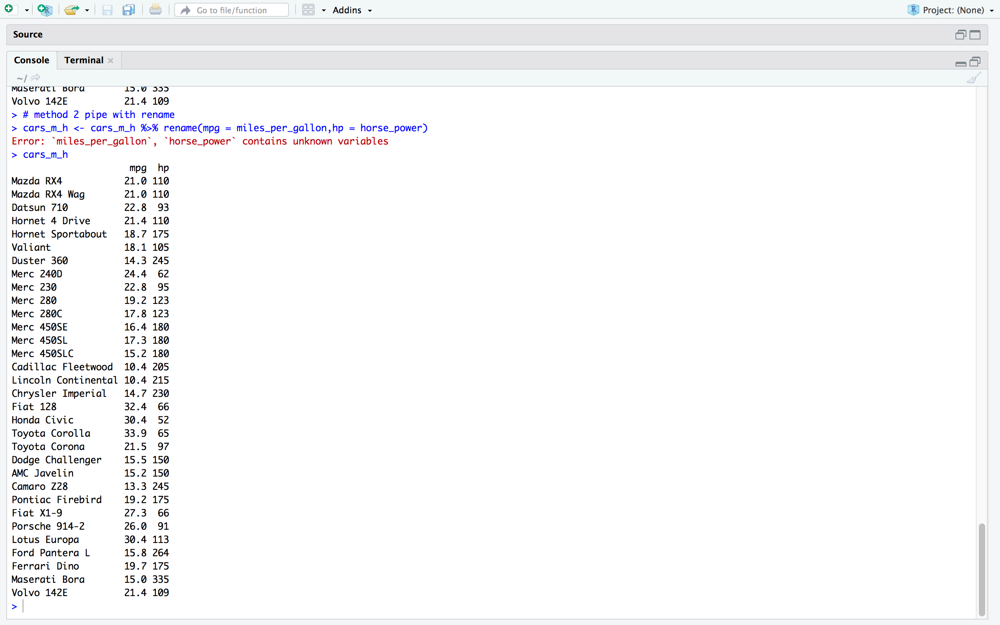 Go to file/function
Addins
Project: (None)
Source
Console Terminal
~/
Maserati Bora 15.0 335
Volvo 142E 21.4 109
> # method 2 pipe with rename
> cars_m_h <- cars_m_h %>% rename(mpg = miles_per_gallon,hp = horse_power)
Error: `miles_per_gallon`, `horse_power` contains unknown variables
> cars_m_h
mpg hp
Mazda RX4 21.0 110
Mazda RX4 Wag 21.0 110
Datsun 710 22.8 93
Hornet 4 Drive 21.4 110
Hornet Sportabout 18.7 175
Valiant 18.1 105
Duster 360 14.3 245
Merc 240D 24.4 62
Merc 230 22.8 95
Merc 280 19.2 123
Merc 280C 17.8 123
Merc 450SE 16.4 180
Merc 450SL 17.3 180
Merc 450SLC 15.2 180
Cadillac Fleetwood 10.4 205
Lincoln Continental 10.4 215
Chrysler Imperial 14.7 230
Fiat 128 32.4 66
Honda Civic 30.4 52
Toyota Corolla 33.9 65
Toyota Corona 21.5 97
Dodge Challenger 15.5 150
AMC Javelin 15.2 150
Camaro Z28 13.3 245
Pontiac Firebird 19.2 175
Fiat X1-9 27.3 66
Porsche 914-2 26.0 91
Lotus Europa 30.4 113
Ford Pantera L 15.8 264
Ferrari Dino 19.7 175
Maserati Bora 15.0 335
Volvo 142E 21.4 109
>